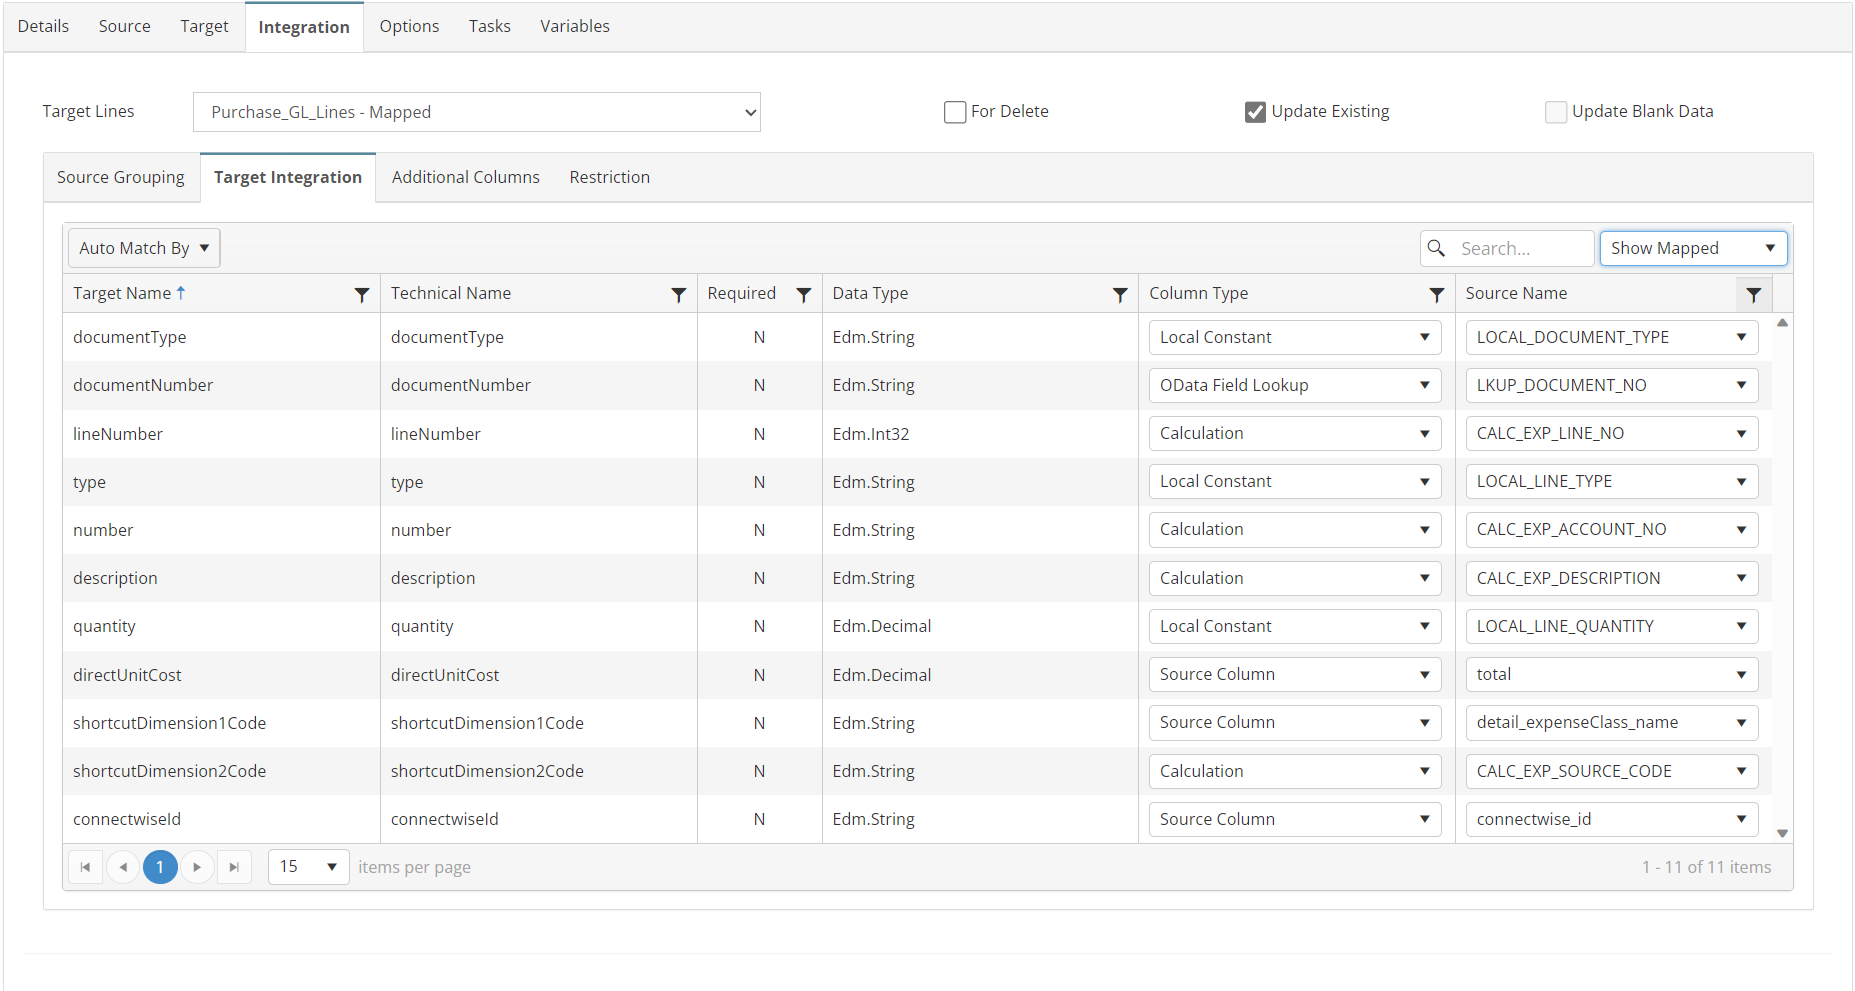 Details Source Target Integration Options Tasks Variables
Target Lines Purchase_GL_Lines - Mapped For Delete Update Existing Update Blank Data
Source Grouping Target Integration Additional Columns Restriction
Auto Match By Search... Show Mapped
Target Name Technical Name Required Data Type Column Type Source Name
documentType documentType N Edm.String Local Constant LOCAL_DOCUMENT_TYPE
documentNumber documentNumber N Edm.String OData Field Lookup LKUP_DOCUMENT_NO
lineNumber lineNumber N Edm.Int32 Calculation CALC_EXP_LINE_NO
type type N Edm.String Local Constant LOCAL_LINE_TYPE
number number N Edm.String Calculation CALC_EXP_ACCOUNT_NO
description description N Edm.String Calculation CALC_EXP_DESCRIPTION
quantity quantity N Edm.Decimal Local Constant LOCAL_LINE_QUANTITY
directUnitCost directUnitCost N Edm.Decimal Source Column total
shortcutDimension1Code shortcutDimension1Code N Edm.String Source Column detail_expenseClass_name
shortcutDimension2Code shortcutDimension2Code N Edm.String Calculation CALC_EXP_SOURCE_CODE
connectwiseId connectwiseId N Edm.String Source Column connectwise_id
1 15 items per page 1 - 11 of 11 items